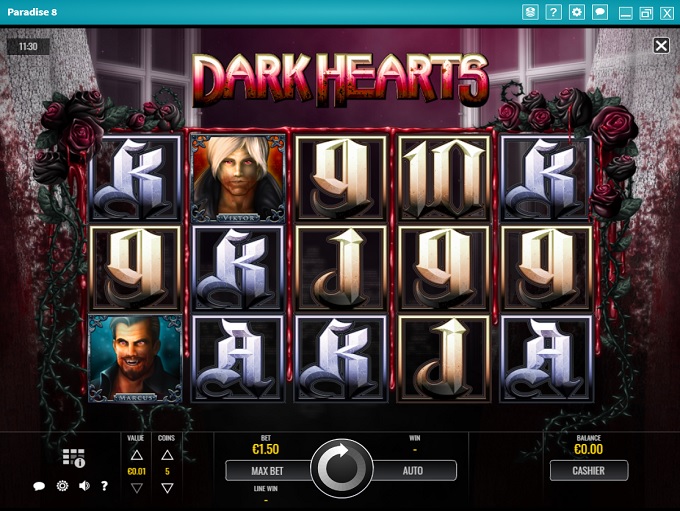 Paradise 8
?
X
11:30
X
DARK HEARTS
K VIKTOR q W K
q K J q q
MARCUS A K J A
VALUE COINS BET WIN BALANCE
€0.01 5 €1.50 - €0.00
MAX BET AUTO CASHIER
?
LINE WIN
-